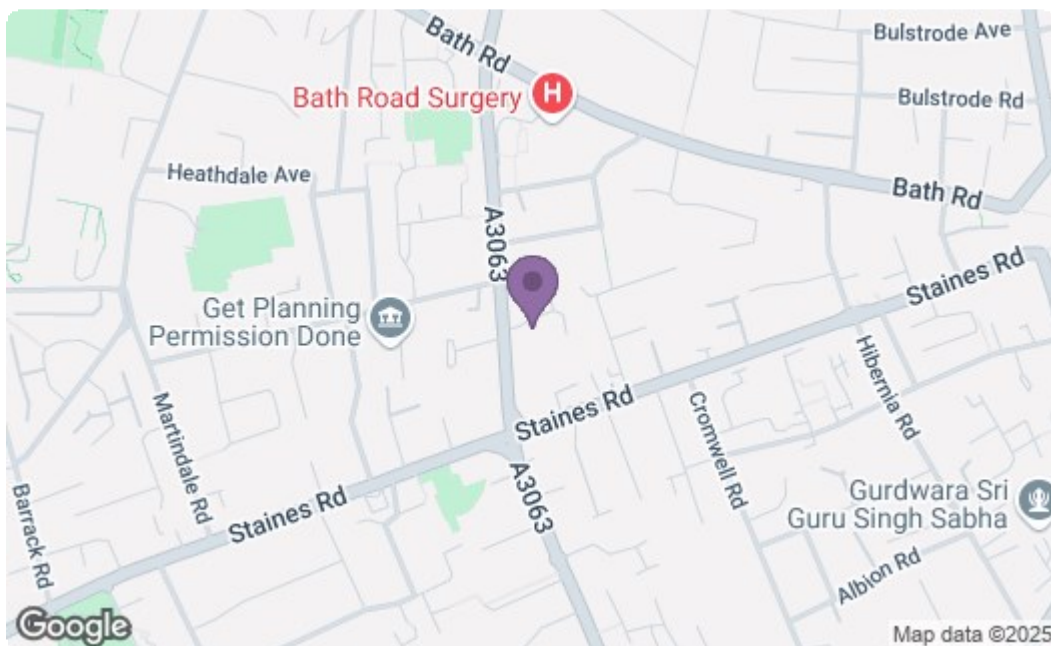 Bulstrode Ave
Bath Rd
Bath Road Surgery
H
Bulstrode Rd
Heathdale Ave
Bath Rd
A3063
Staines Rd
Get Planning
Permission Done
Hibernia Rd
Martindale Rd
Staines Rd
Cromwell Rd
A3063
Barrack Rd
Staines Rd
Gurdwara Sri
Guru Singh Sabha
Albion Rd
Google
Map data ©2025